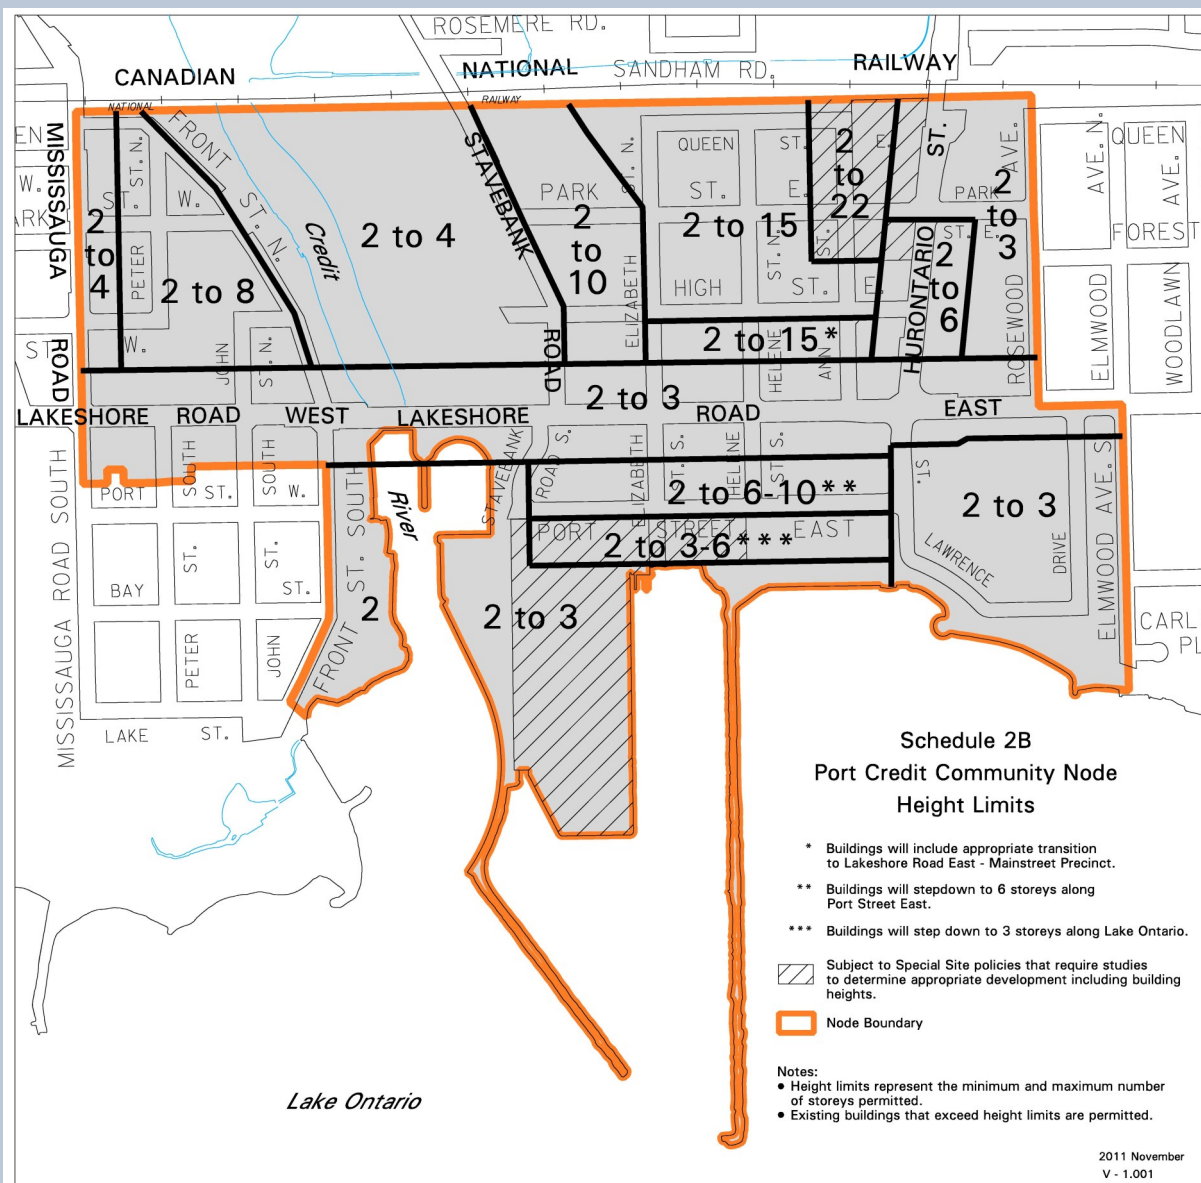 ROSEMERE RD.
CANADIAN
NATIONAL
SANDHAM RD.
RAILWAY
NATIONAL
RAILWAY
MISSISSAUGA
ROAD
W.
ST.
ST. N.
PETER
W.
W.
FRONT
ST. N.
Credit
STAVEBANK
ROAD
PARK
ST. N.
ELIZABETH
QUEEN
ST.
E.
ST.
E.
HIGH
ST.
E.
ST. N.
HELENE
ST.
ANN
HURONTARIO
ST.
PARK
ST. E.
AVE.
ROSEWOOD
AVE. N.
ELMWOOD
QUEEN
AVE.
WOODLAWN
FOREST
JOHN
ST. N.
2
to
4
2 to 8
2 to 4
2
to
10
2 to 15
2
to
22
2
to
3
2
to
6
2 to 15*
2 to 3
LAKESHORE
ROAD
WEST
LAKESHORE
ROAD
EAST
MISSISSAUGA ROAD SOUTH
PORT
ST.
W.
SOUTH
ST.
PETER
SOUTH
ST.
JOHN
BAY
ST.
LAKE
ST.
FRONT
ST. SOUTH
River
2
STAVEBANK
ROAD S.
ELIZABETH
ST. S.
HELENE
ST. S.
2 to 6-10**
PORT
STREET
EAST
2 to 3-6***
2 to 3
2 to 3
ST.
LAWRENCE
DRIVE
ELMWOOD AVE. S.
Schedule 2B
Port Credit Community Node
Height Limits
* Buildings will include appropriate transition
to Lakeshore Road East - Mainstreet Precinct.
** Buildings will stepdown to 6 storeys along
Port Street East.
*** Buildings will step down to 3 storeys along Lake Ontario.
Subject to Special Site policies that require studies
to determine appropriate development including building
heights.
Node Boundary
Notes:
• Height limits represent the minimum and maximum number
of storeys permitted.
• Existing buildings that exceed height limits are permitted.
Lake Ontario
2011 November
V - 1.001